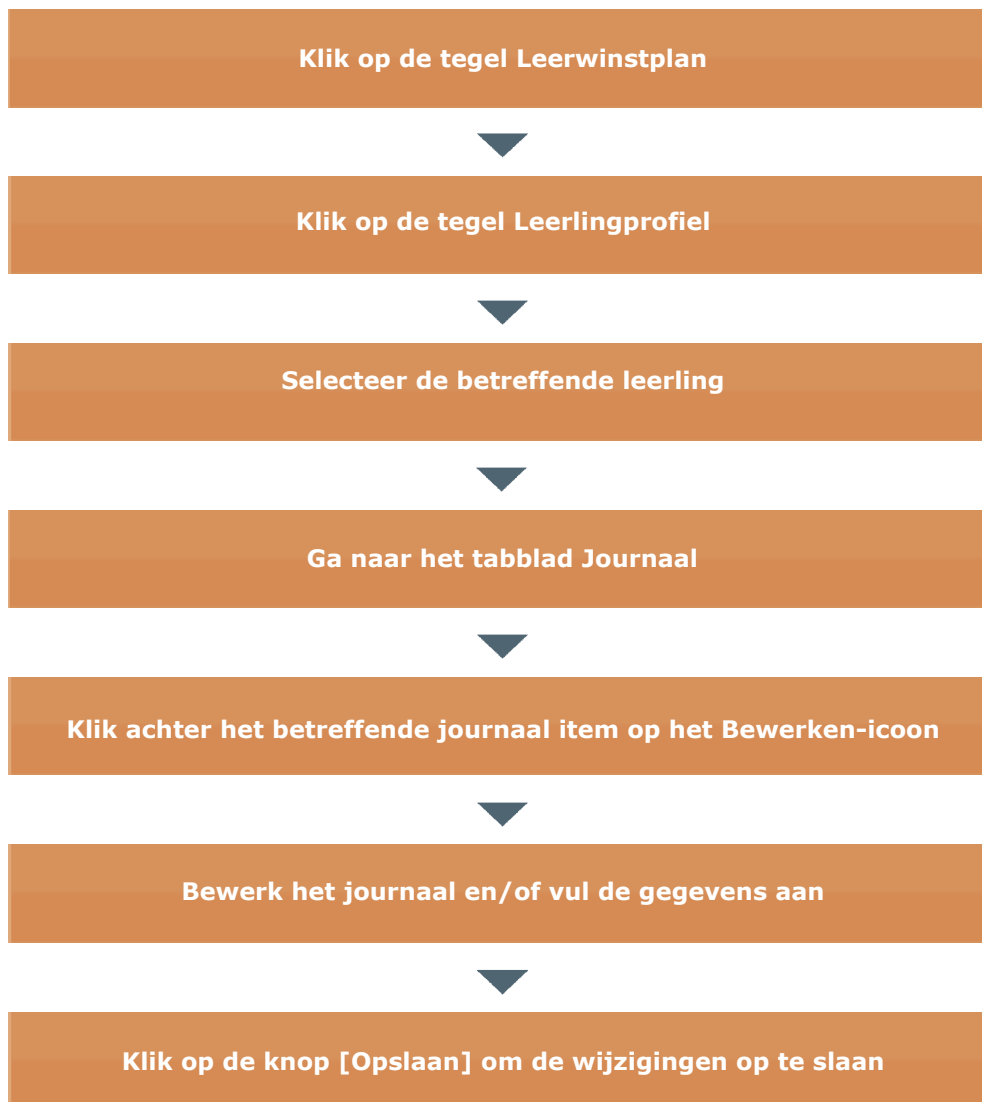 Klik op de tegel Leerwinstplan
Klik op de tegel Leerlingprofiel
Selecteer de betreffende leerling
Ga naar het tabblad Journaal
Klik achter het betreffende journaal item op het Bewerken-icoon
Bewerk het journaal en/of vul de gegevens aan
Klik op de knop [Opslaan] om de wijzigingen op te slaan